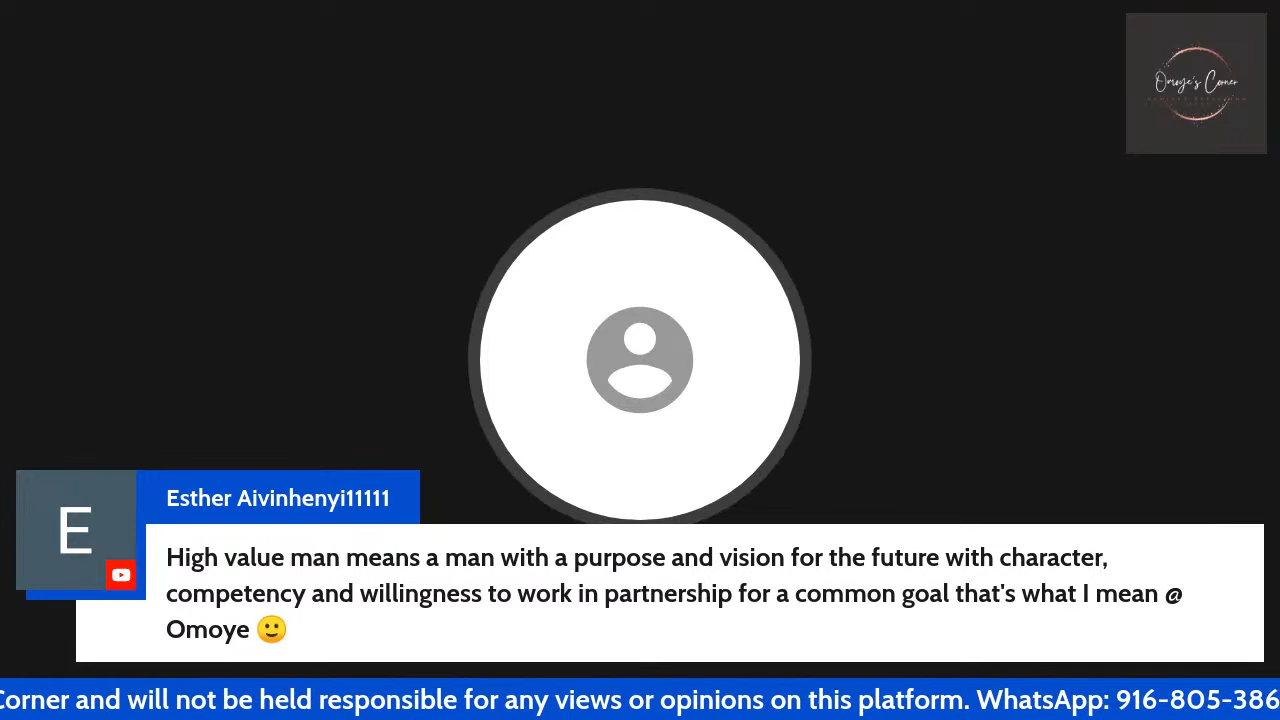 Omoye's Corner
E
Esther Aivinhenyi11111
High value man means a man with a purpose and vision for the future with character,
competency and willingness to work in partnership for a common goal that's what I mean @
Omoye 🙂
Corner and will not be held responsible for any views or opinions on this platform. WhatsApp: 916-805-386